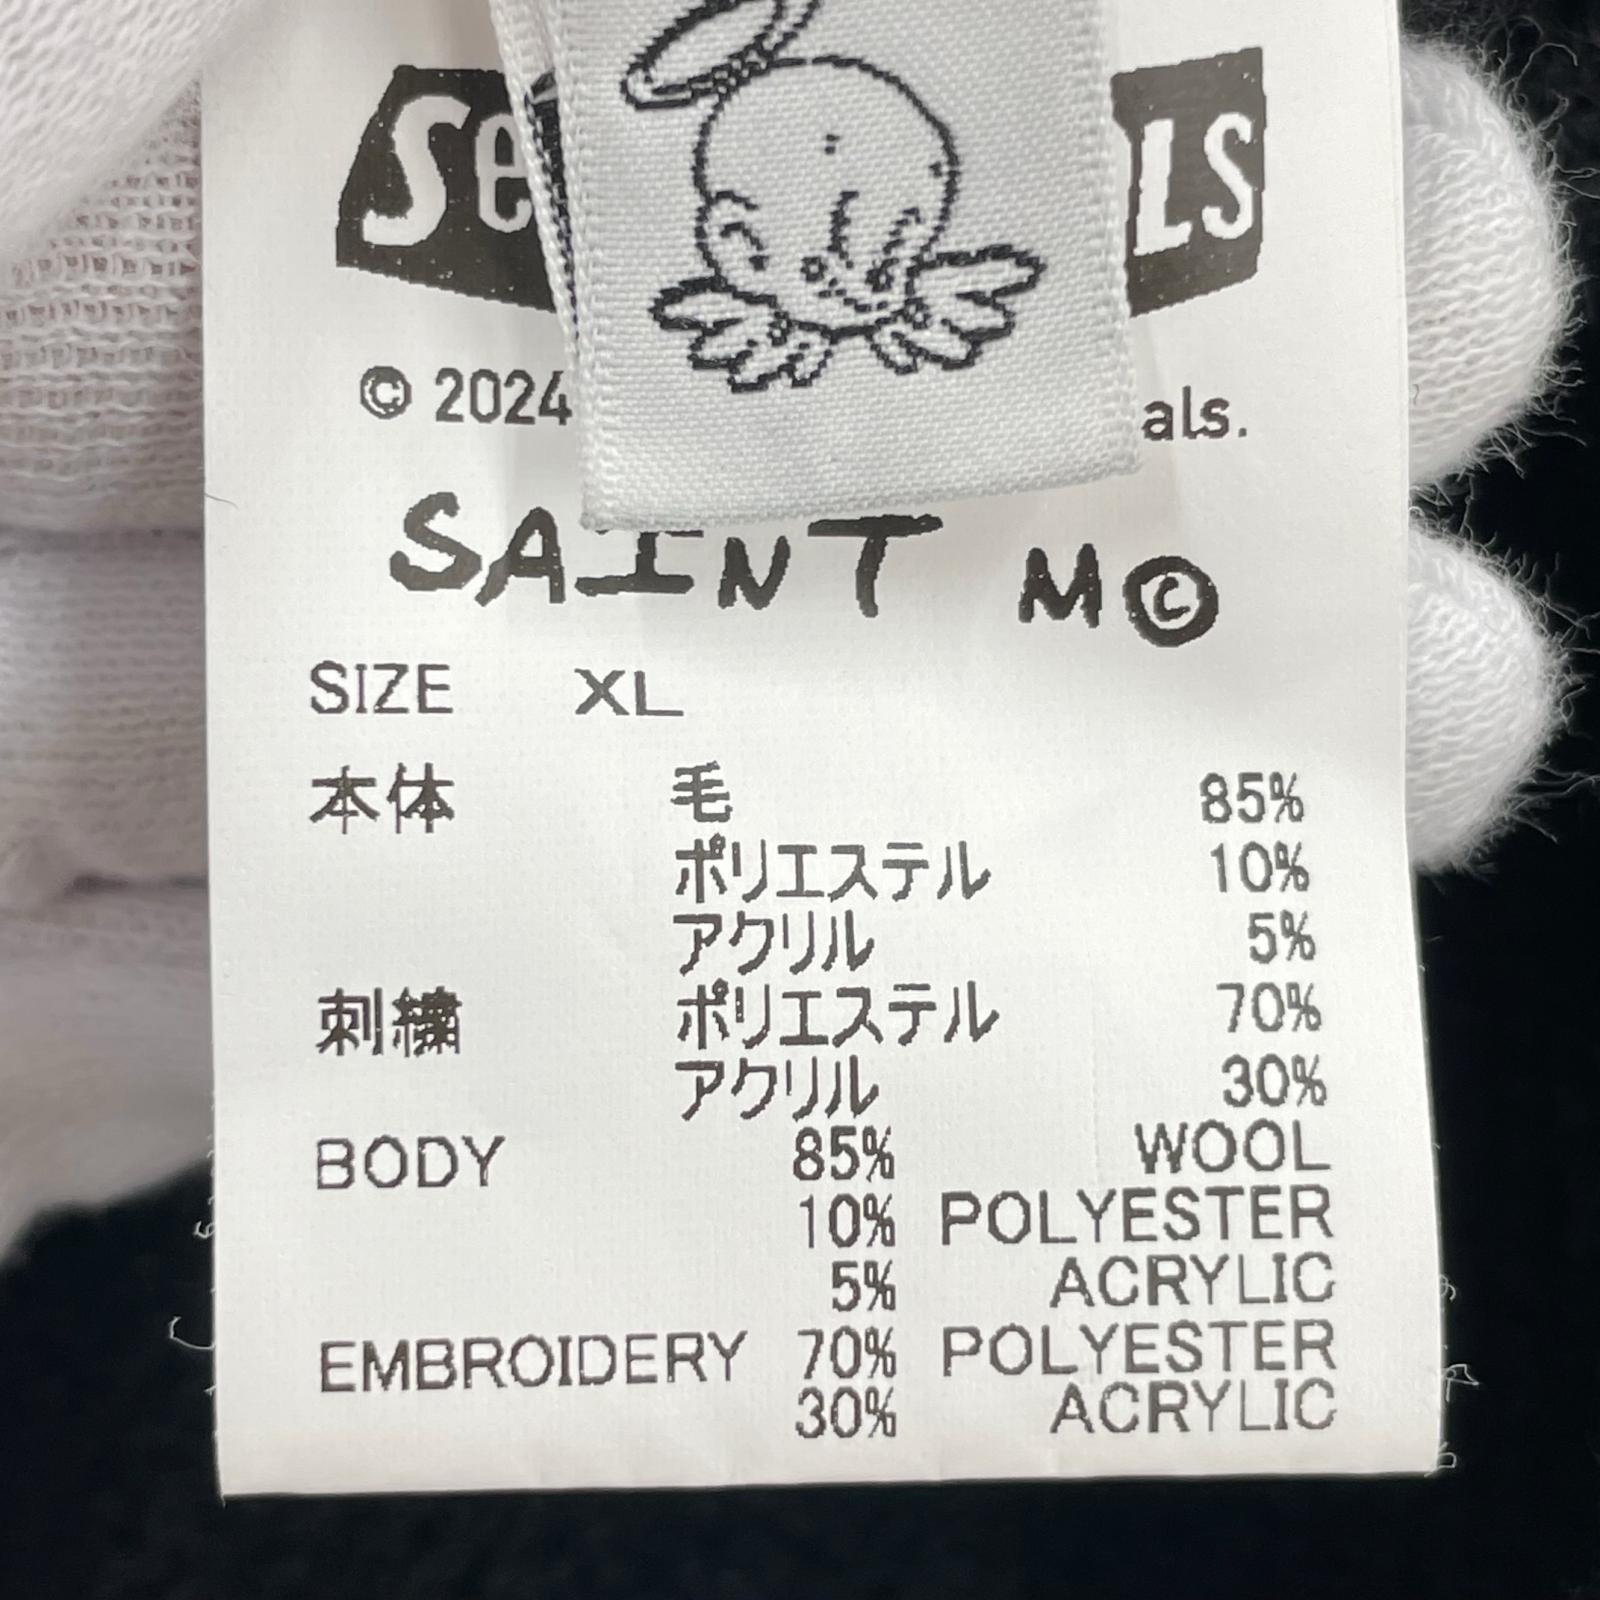 © 2024
als.
SAINT M©
SIZE XL
本体 毛 85%
ポリエステル 10%
アクリル 5%
刺繍 ポリエステル 70%
アクリル 30%
BODY 85% WOOL
10% POLYESTER
5% ACRYLIC
EMBROIDERY 70% POLYESTER
30% ACRYLIC